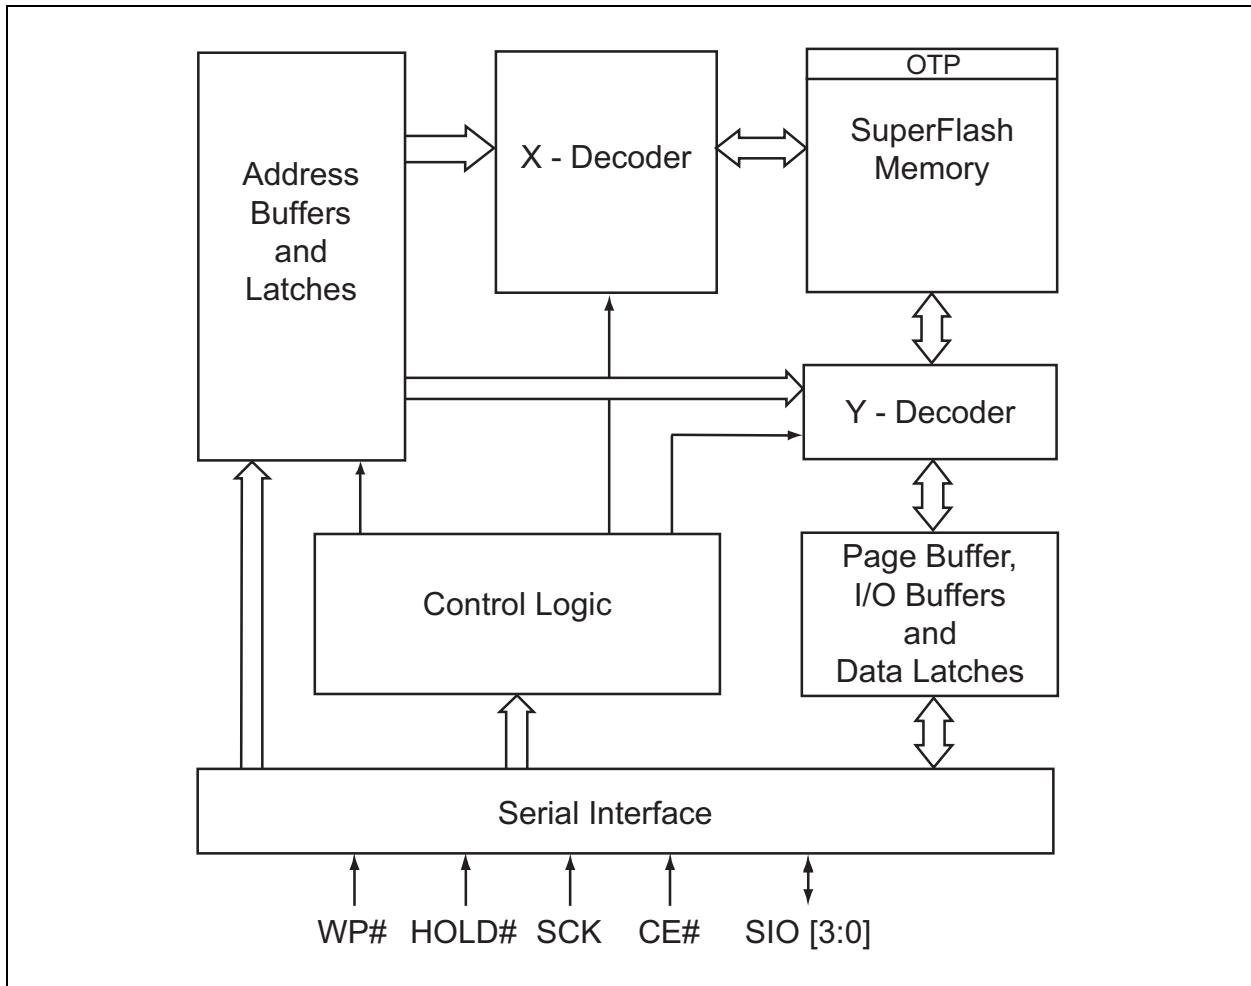 OTP
SuperFlash
Memory
X - Decoder
Address
Buffers
and
Latches
Y - Decoder
Page Buffer,
I/O Buffers
and
Data Latches
Control Logic
Serial Interface
WP# HOLD# SCK CE# SIO [3:0]